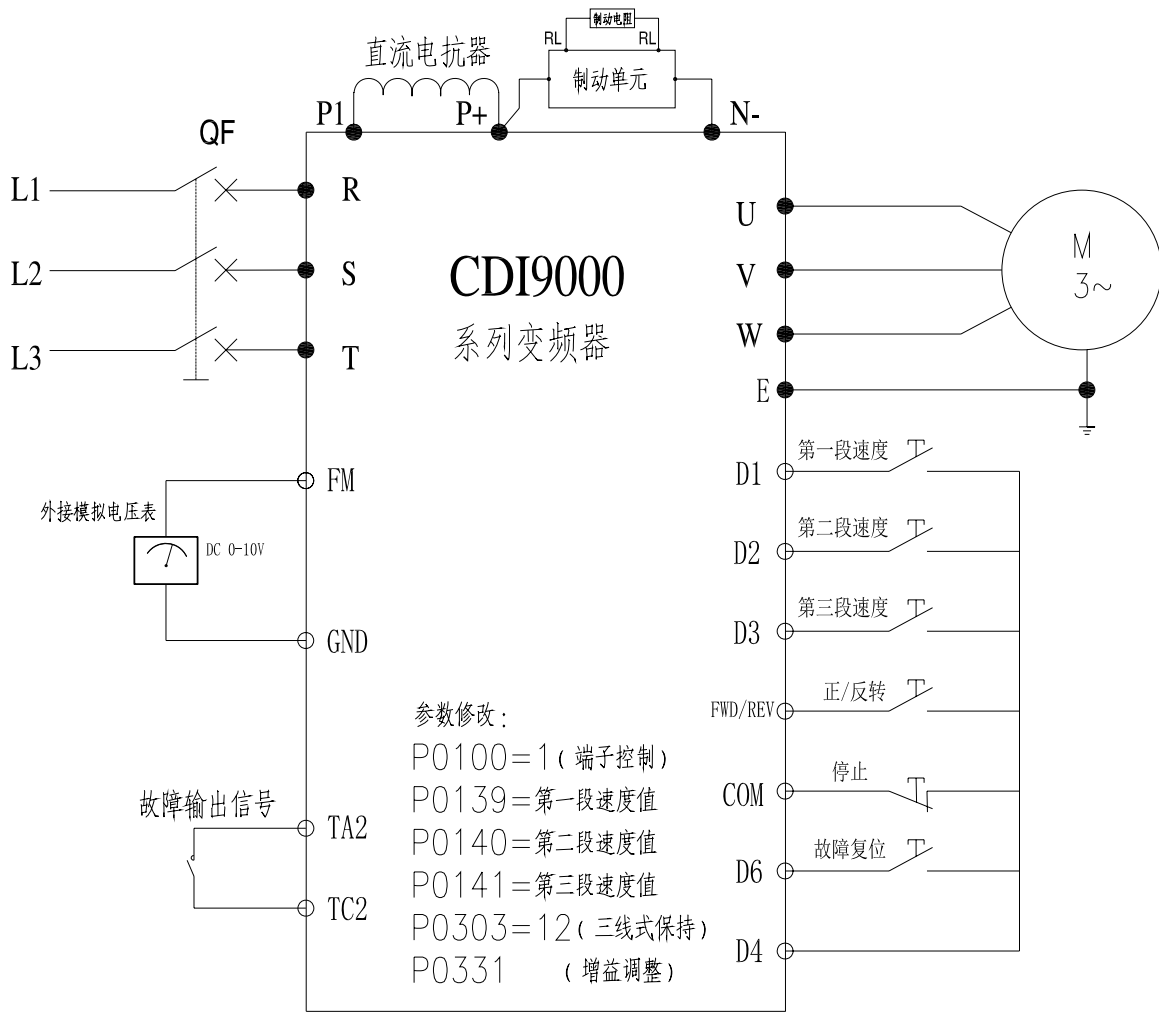 制动电阻
RL RL
直流电抗器
制动单元
P1 P+ N-
QF
L1 R
L2 S
L3 T
CDI9000
系列变频器
U
V
W
E
M
3~
FM
外接模拟电压表
DC 0-10V
GND
故障输出信号
TA2
TC2
参数修改:
P0100=1(端子控制)
P0139=第一段速度值
P0140=第二段速度值
P0141=第三段速度值
P0303=12(三线式保持)
P0331 (增益调整)
D1 第一段速度
D2 第二段速度
D3 第三段速度
FWD/REV 正/反转
COM 停止
D6 故障复位
D4